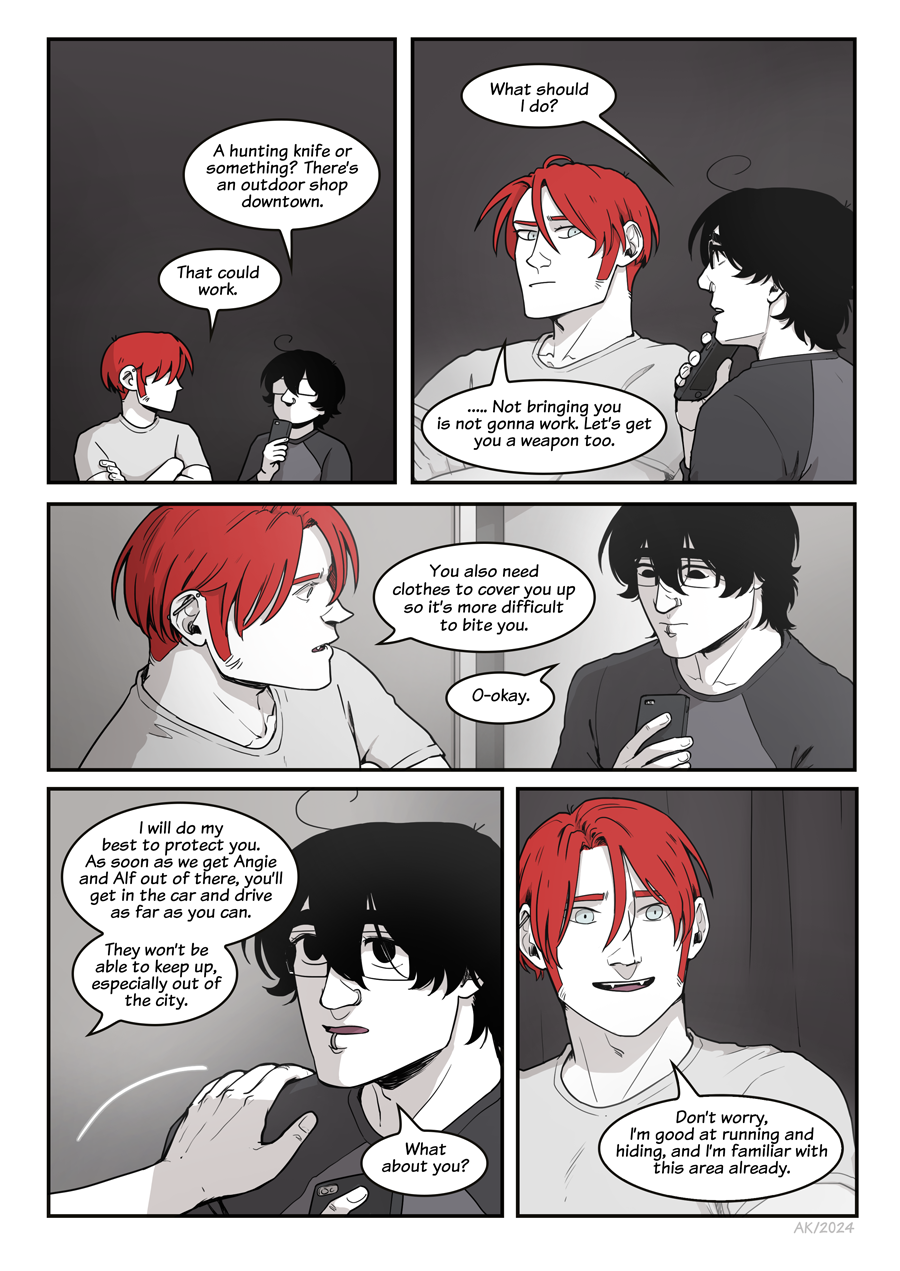 A hunting knife or
something? There's
an outdoor shop
downtown.
That could
work.
What should
I do?
..... Not bringing you
is not gonna work. Let's get
you a weapon too.
You also need
clothes to cover you up
so it's more difficult
to bite you.
O-okay.
I will do my
best to protect you.
As soon as we get Angie
and Alf out of there, you'll
get in the car and drive
as far as you can.
They won't be
able to keep up,
especially out of
the city.
What
about you?
Don't worry,
I'm good at running and
hiding, and I'm familiar with
this area already.
AK/2024